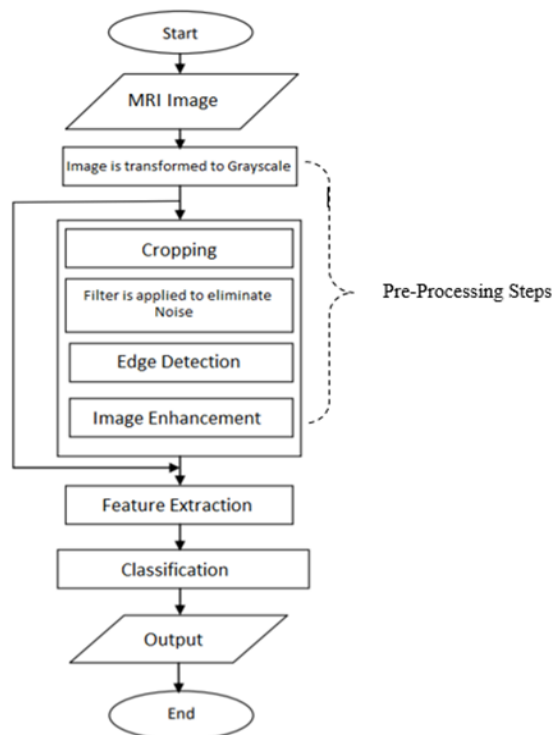 Start
MRI Image
Image is transformed to Grayscale
Cropping
Filter is applied to eliminate
Noise
Pre-Processing Steps
Edge Detection
Image Enhancement
Feature Extraction
Classification
Output
End